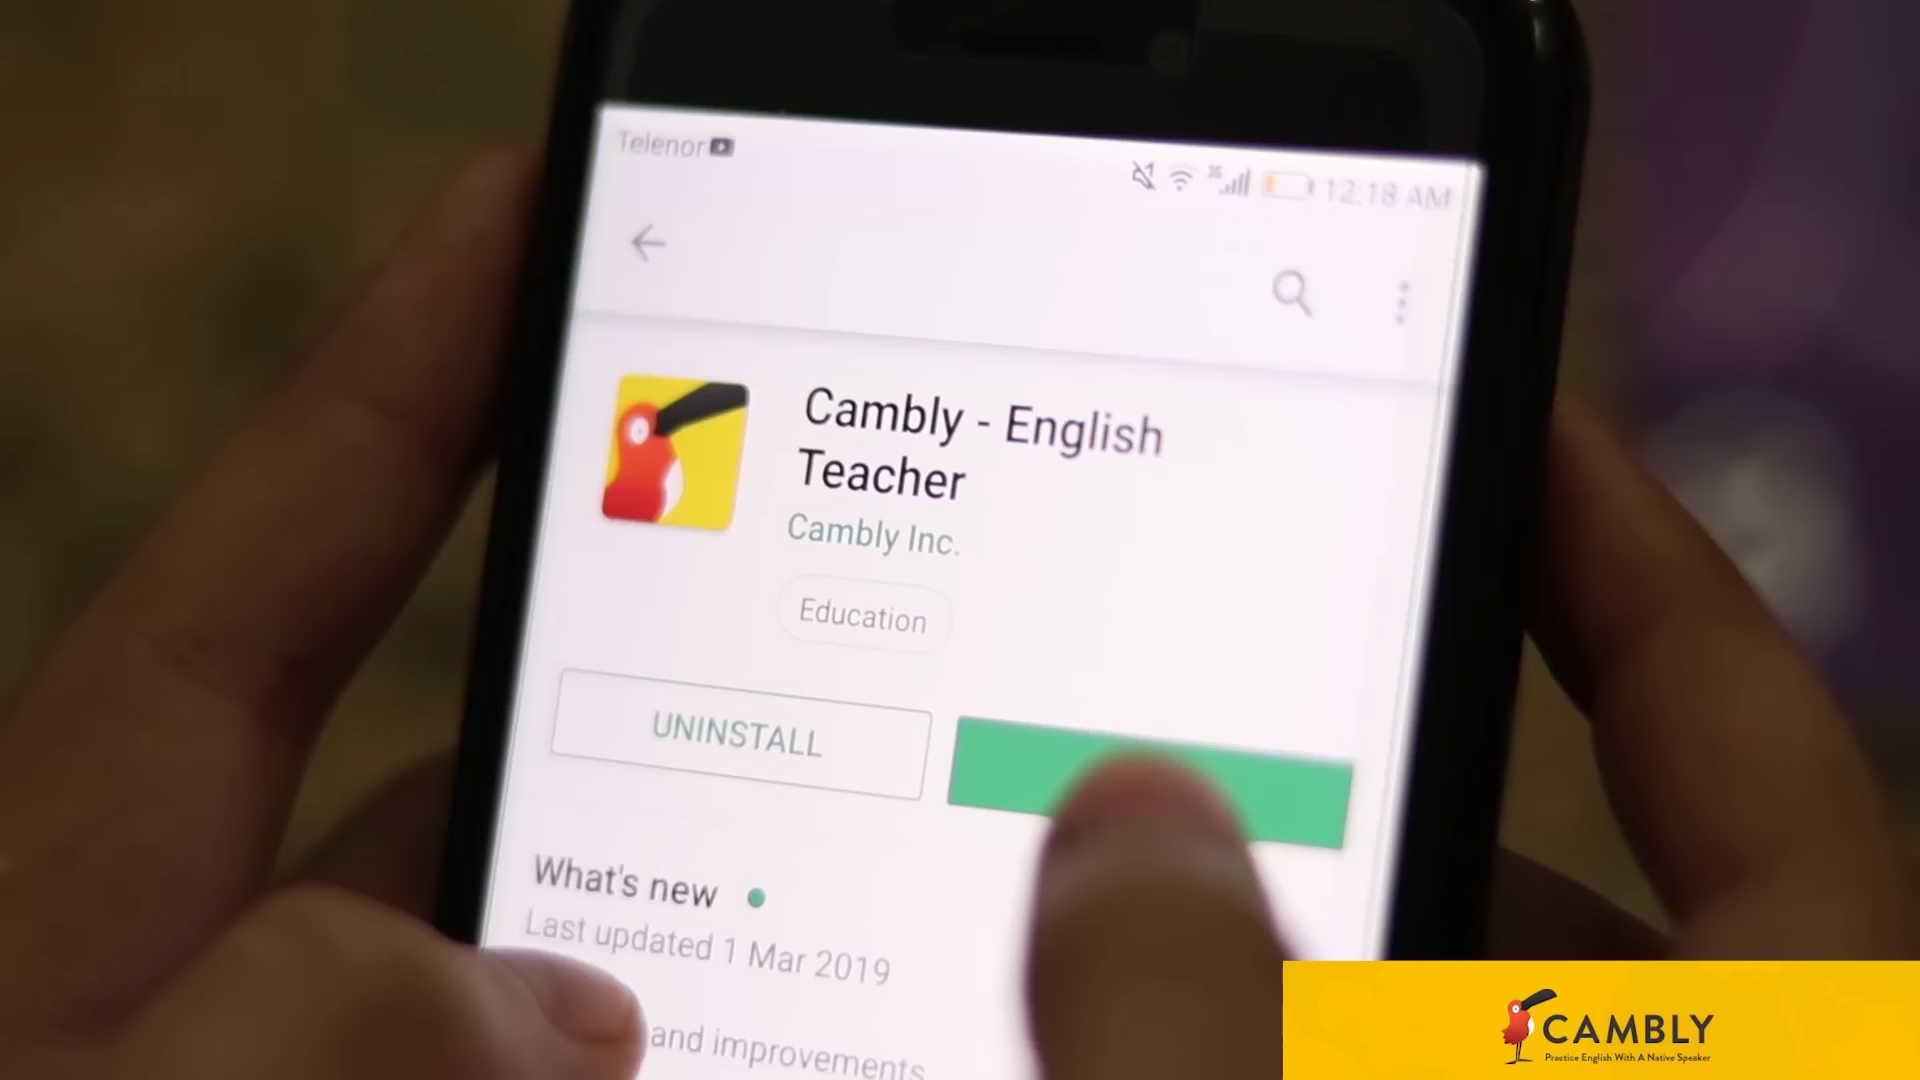 Telenor
12:18 AM
Cambly - English
Teacher
Cambly Inc.
Education
UNINSTALL
What's new
Last updated 1 Mar 2019
and improvements
CAMBLY
Practice English With A Native Speaker